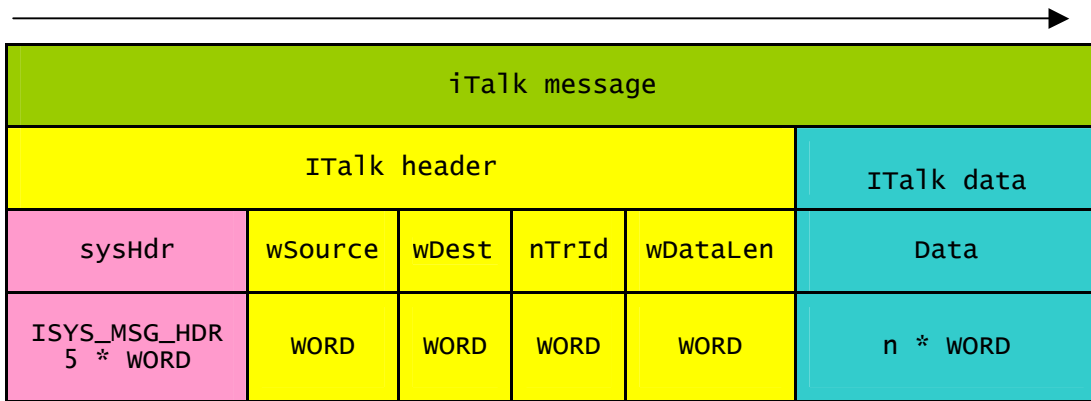 iTalk message
ITalk header
ITalk data
sysHdr
wSource
wDest
nTrId
wDataLen
Data
ISYS_MSG_HDR
5 * WORD
WORD
WORD
WORD
WORD
n * WORD